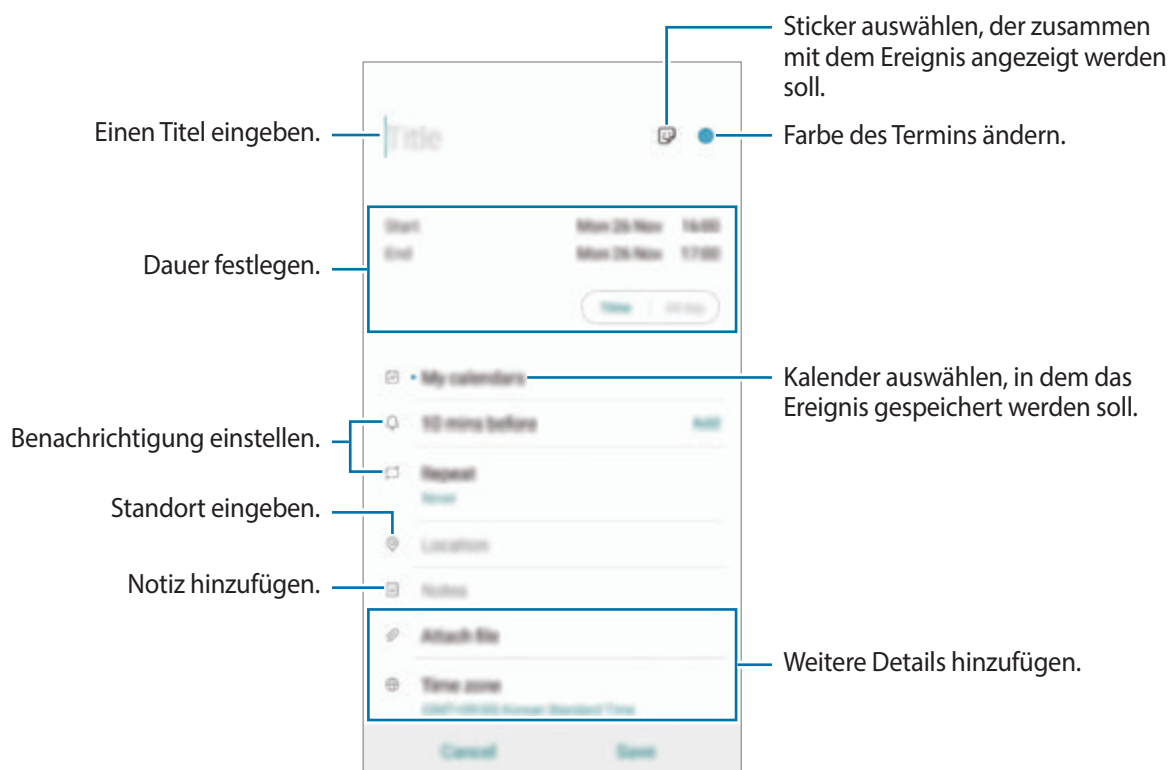 Sticker auswählen, der zusammen
mit dem Ereignis angezeigt werden
soll.
Einen Titel eingeben.
Title
Farbe des Termins ändern.
Start
Mon 26 Nov 16:00
End
Mon 26 Nov 17:00
Dauer festlegen.
Time
All day
My calendars
Kalender auswählen, in dem das
Ereignis gespeichert werden soll.
10 mins before
Add
Benachrichtigung einstellen.
Repeat
Never
Standort eingeben.
Location
Notiz hinzufügen.
Notes
Attach file
Weitere Details hinzufügen.
Time zone
Korean Standard Time
Cancel
Save